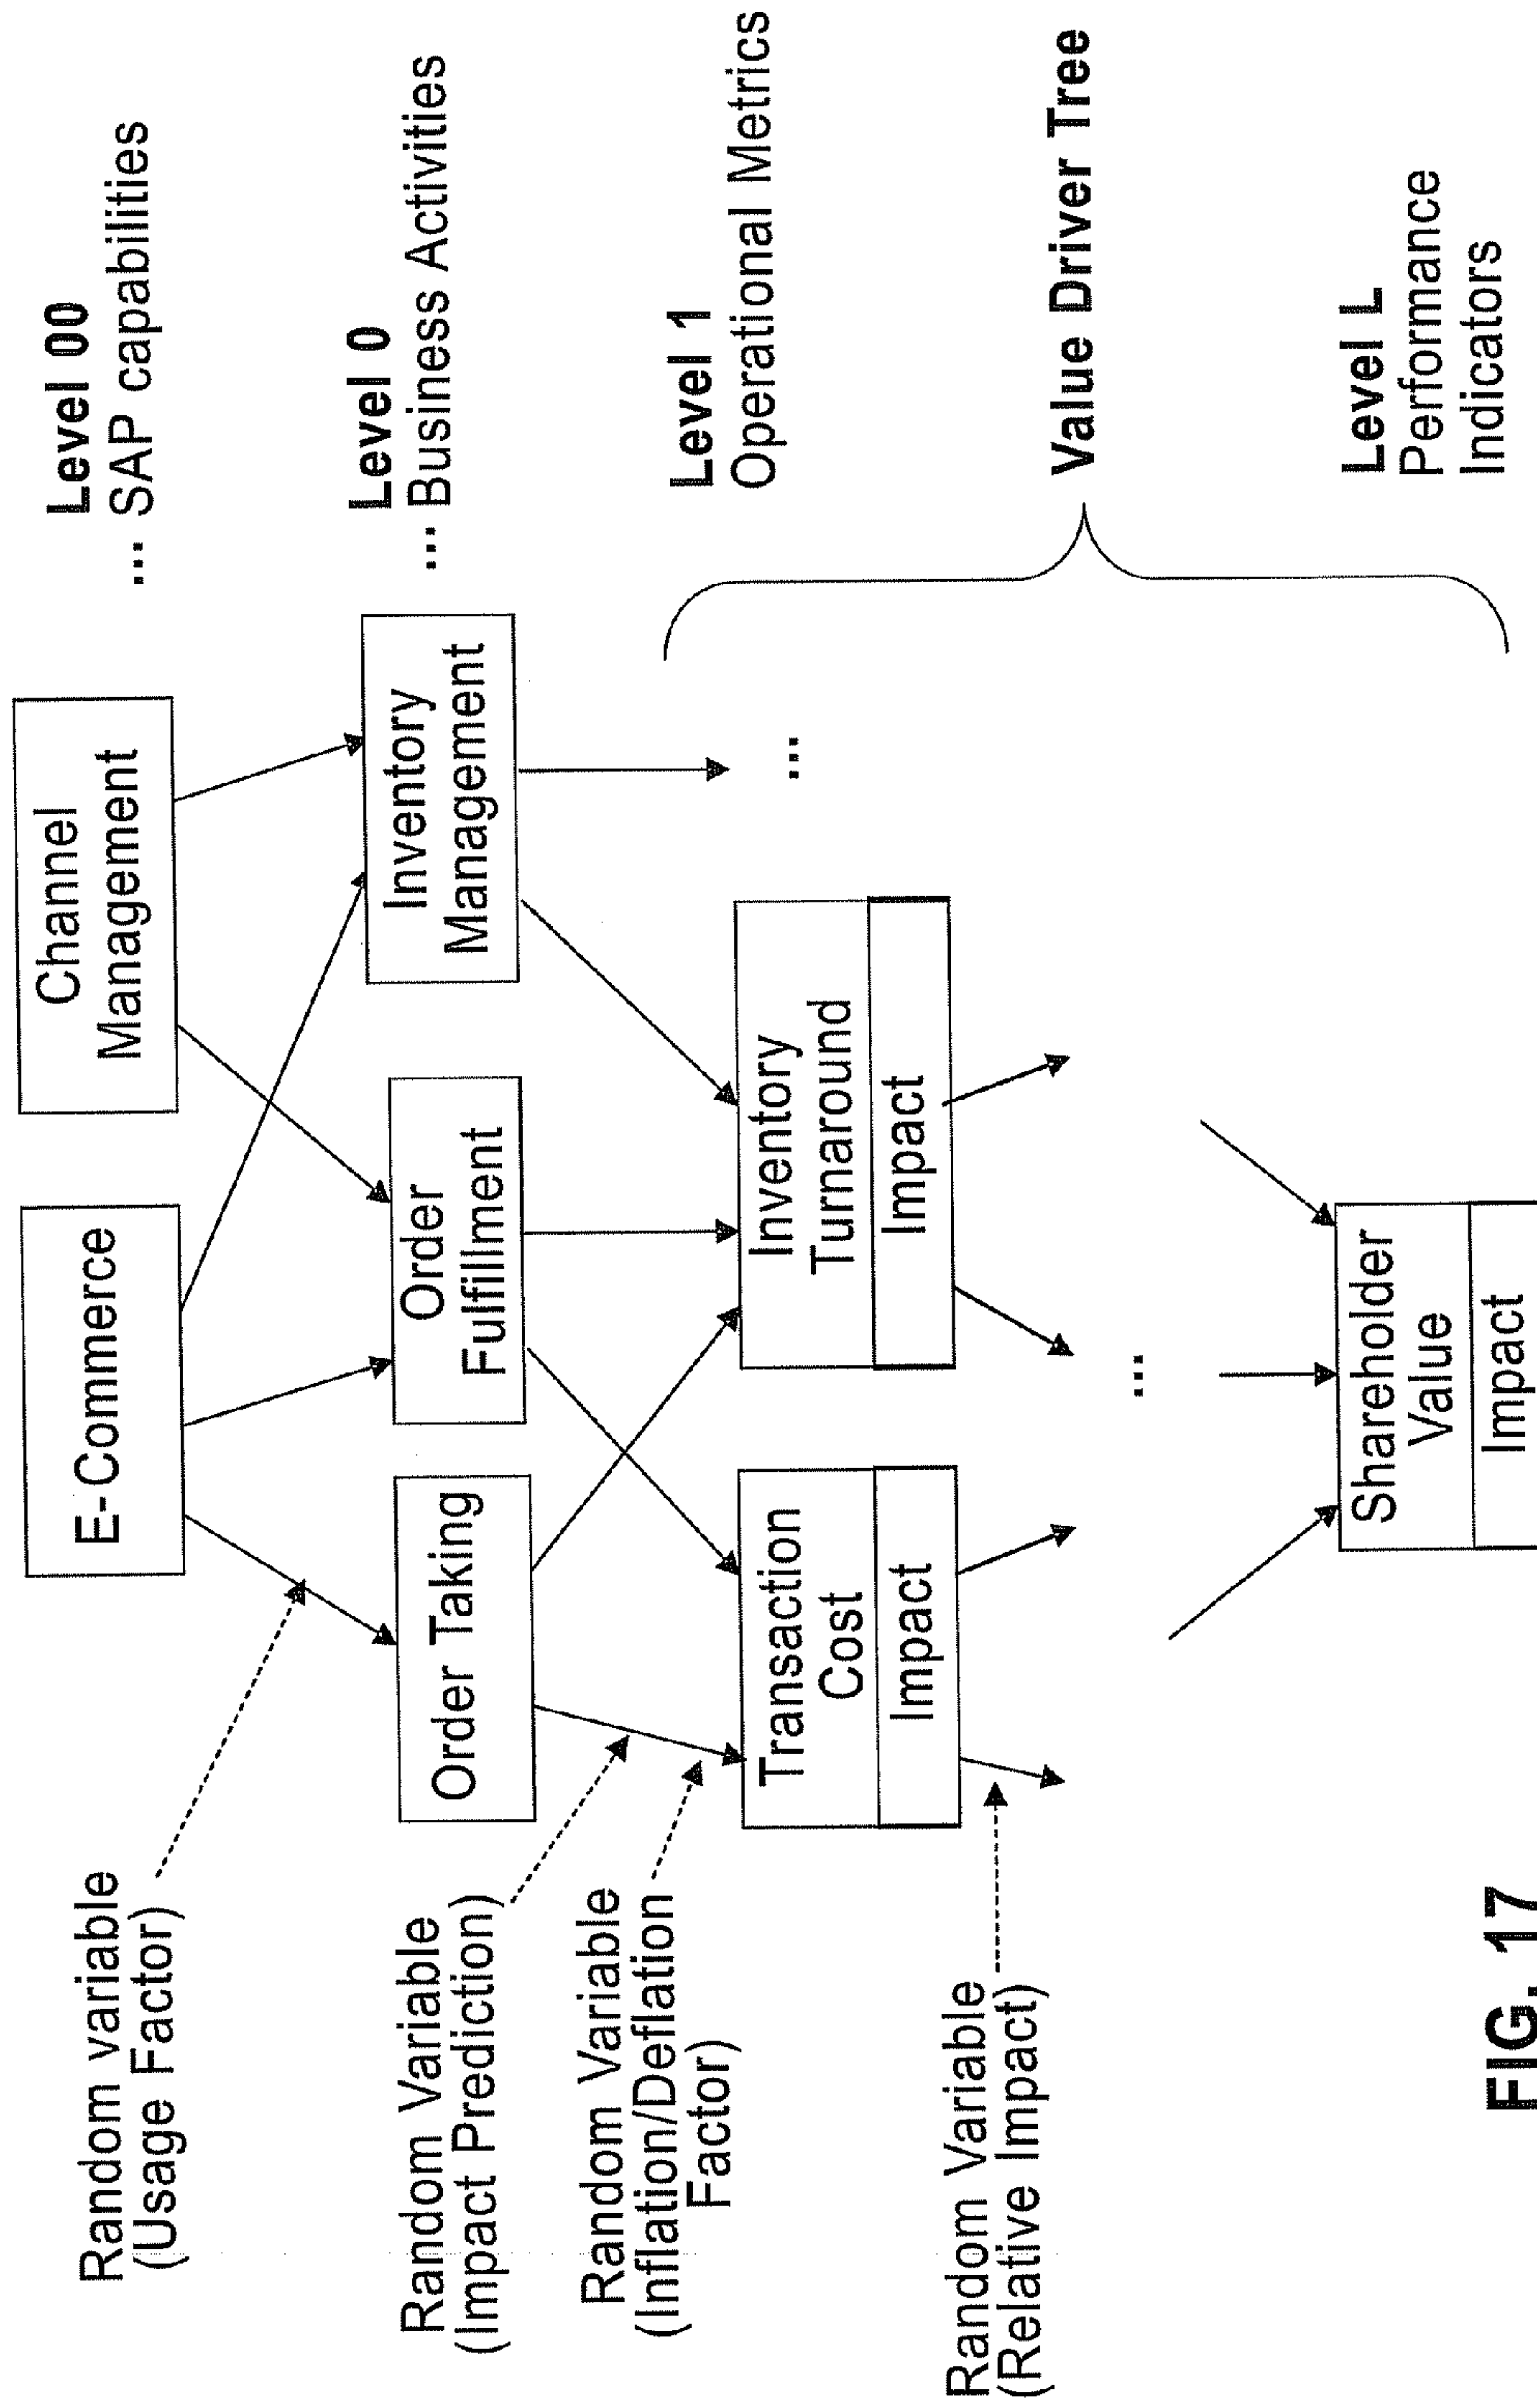 Level 00
... SAP capabilities
Channel
Management
E-Commerce
Random variable
(Usage Factor)
Level 0
... Business Activities
Inventory
Management
Order
Fulfillment
Order Taking
Random Variable
(Impact Prediction)
Random Variable
(Inflation/Deflation
Factor)
Level 1
Operational Metrics
...
Inventory
Turnaround
Impact
Transaction
Cost
Impact
Random Variable
(Relative Impact)
Value Driver Tree
...
Level L
Performance
Indicators
Shareholder
Value
Impact
FIG. 17